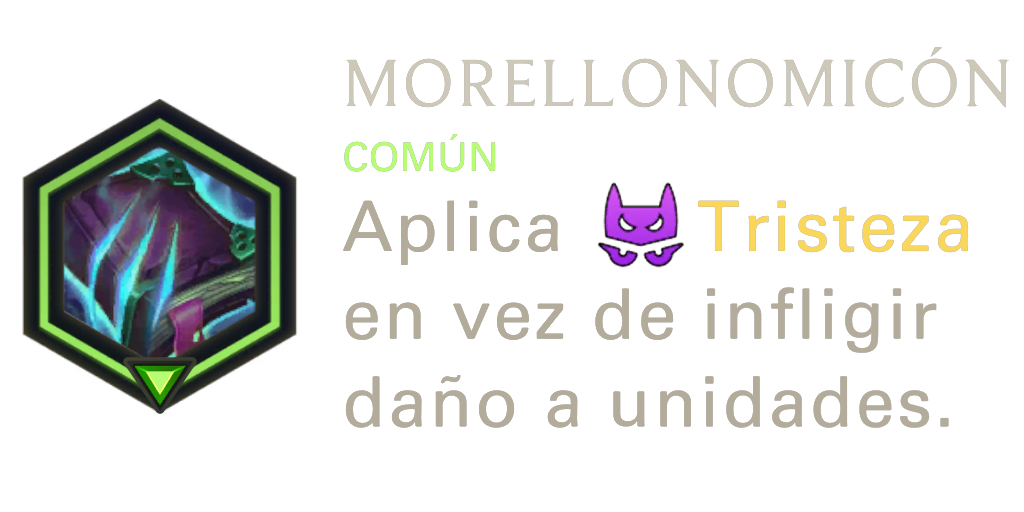 MORELLONOMICÓN
COMÚN
Aplica Tristeza
en vez de infligir
daño a unidades.